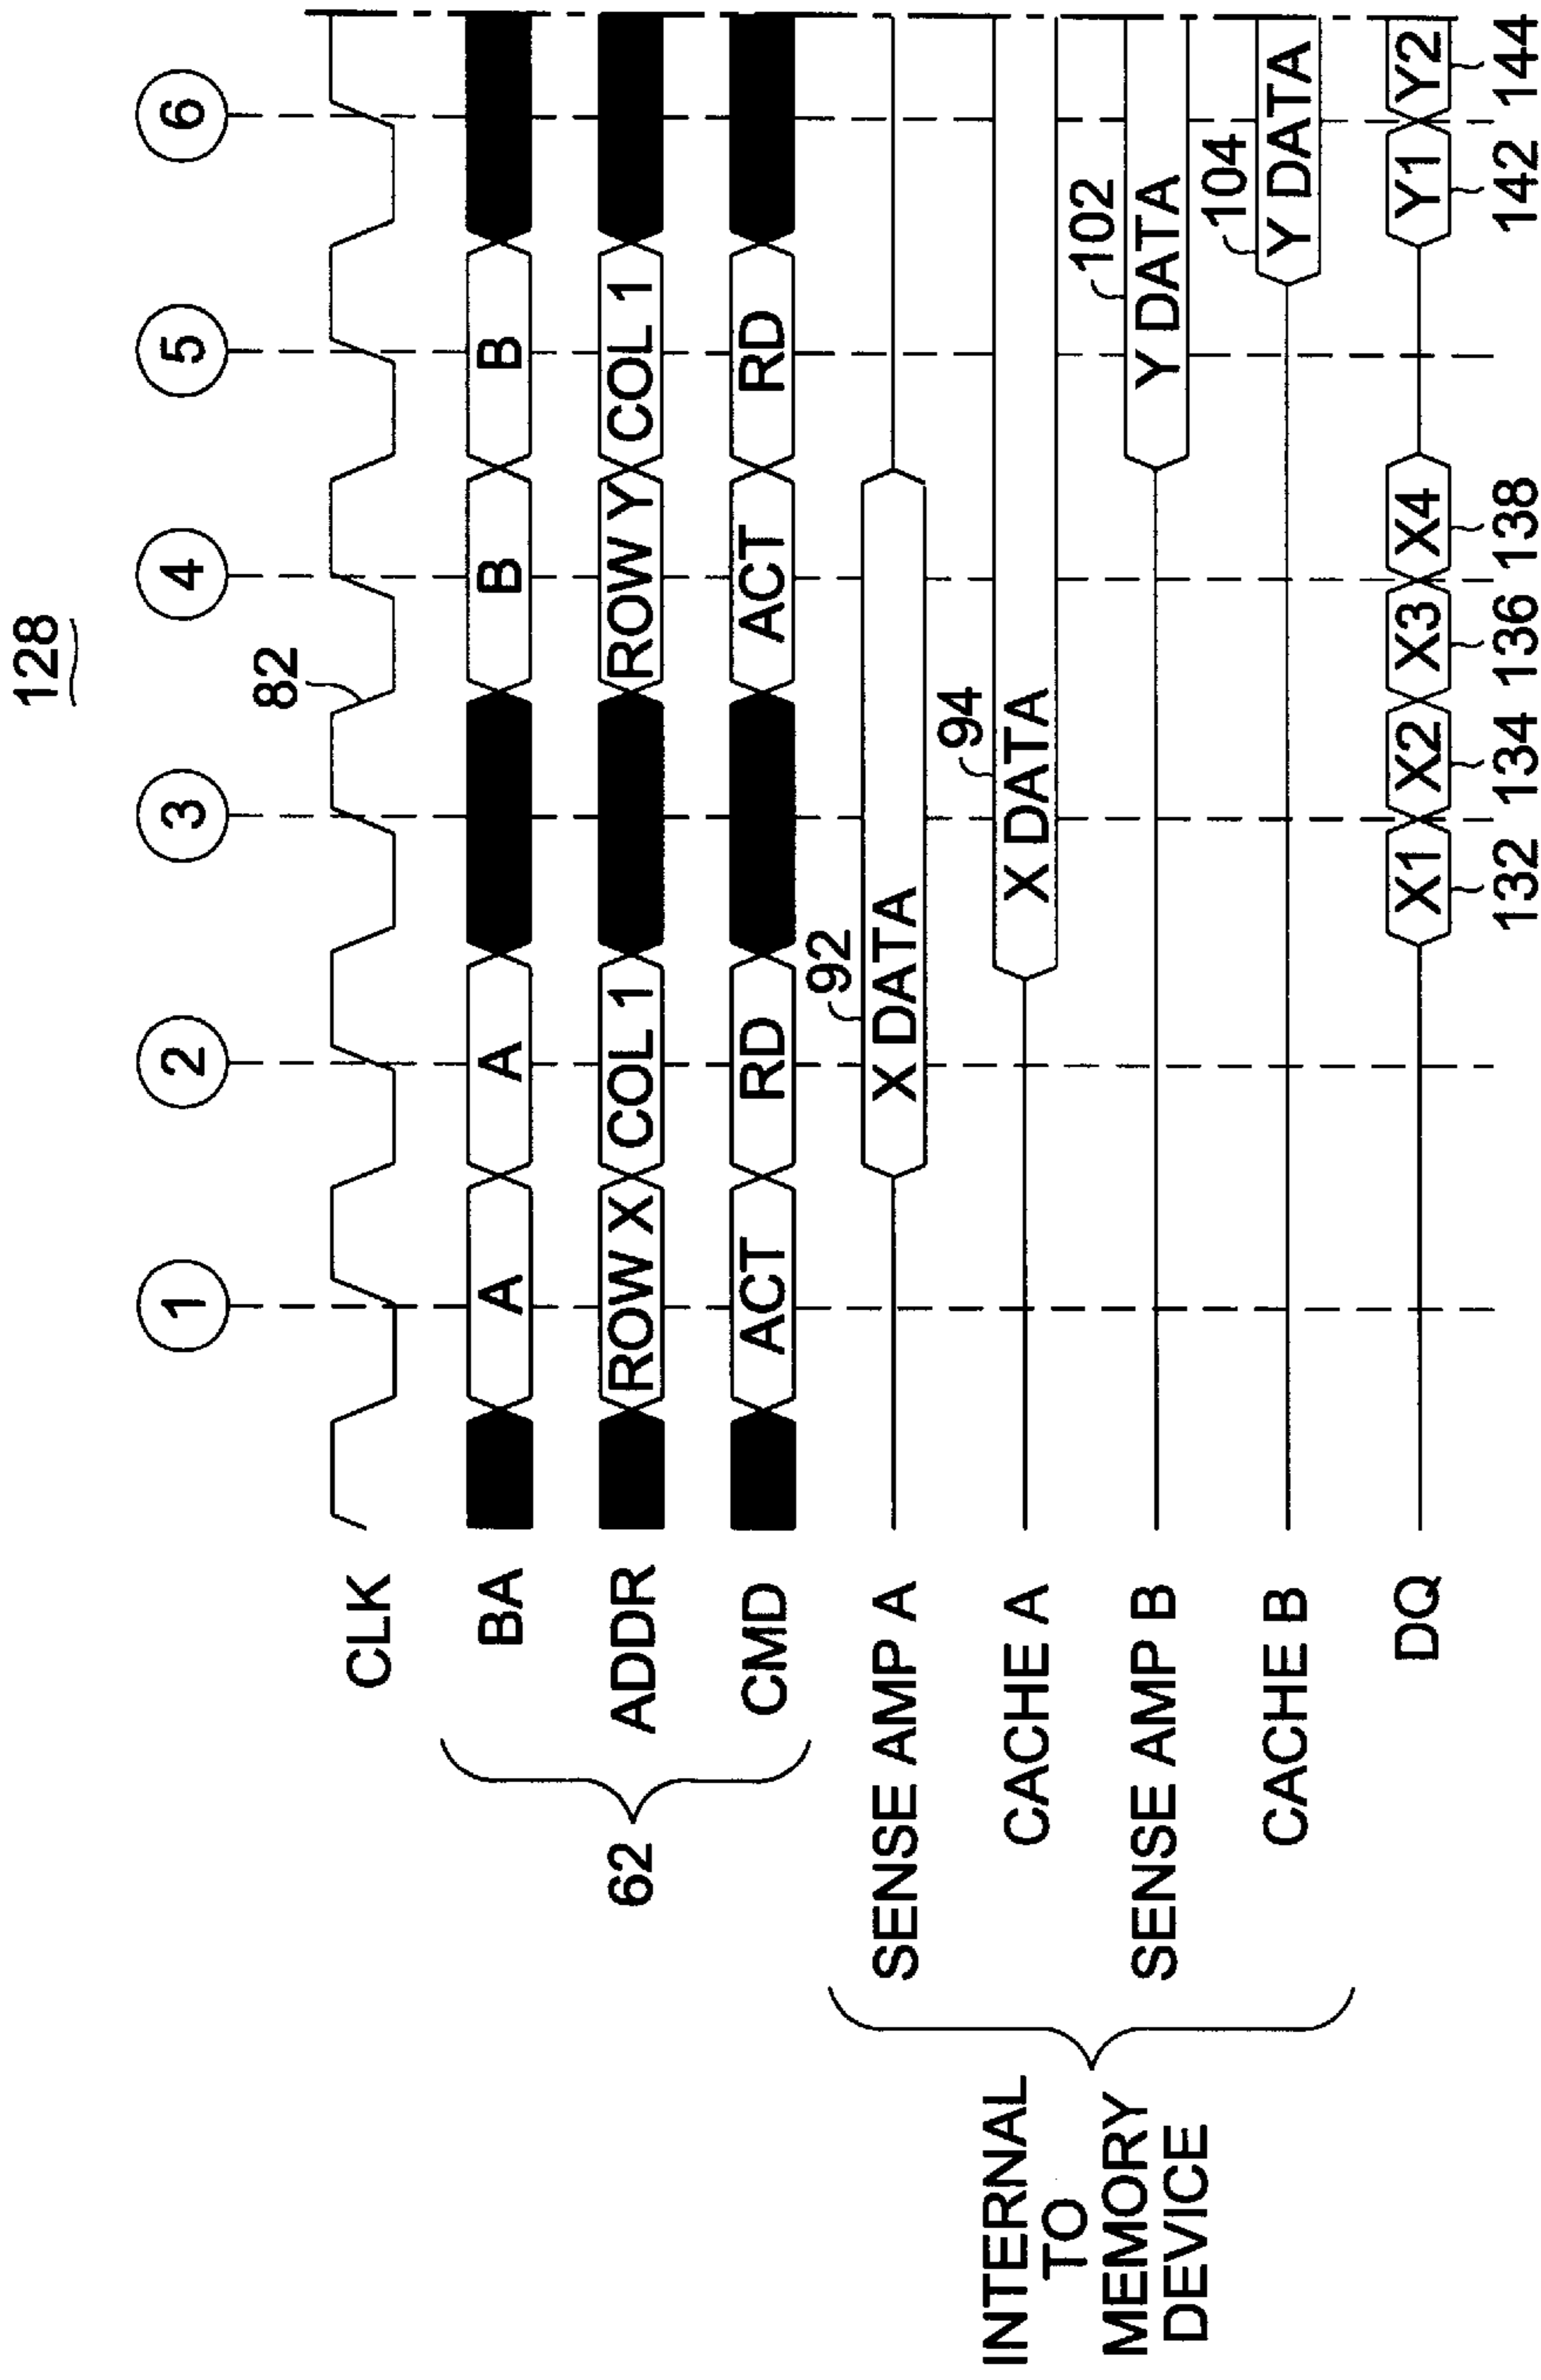 128
1 2 3 4 5 6
82
CLK
62
BA A A B B
ADDR ROW X COL 1 ROW Y COL 1
CMD ACT RD ACT RD
INTERNAL
TO
MEMORY
DEVICE
92
SENSE AMP A X DATA
94
CACHE A X DATA
102
SENSE AMP B Y DATA
104
CACHE B Y DATA
DQ X1 X2 X3 X4 Y1 Y2
132 134 136 138 142 144